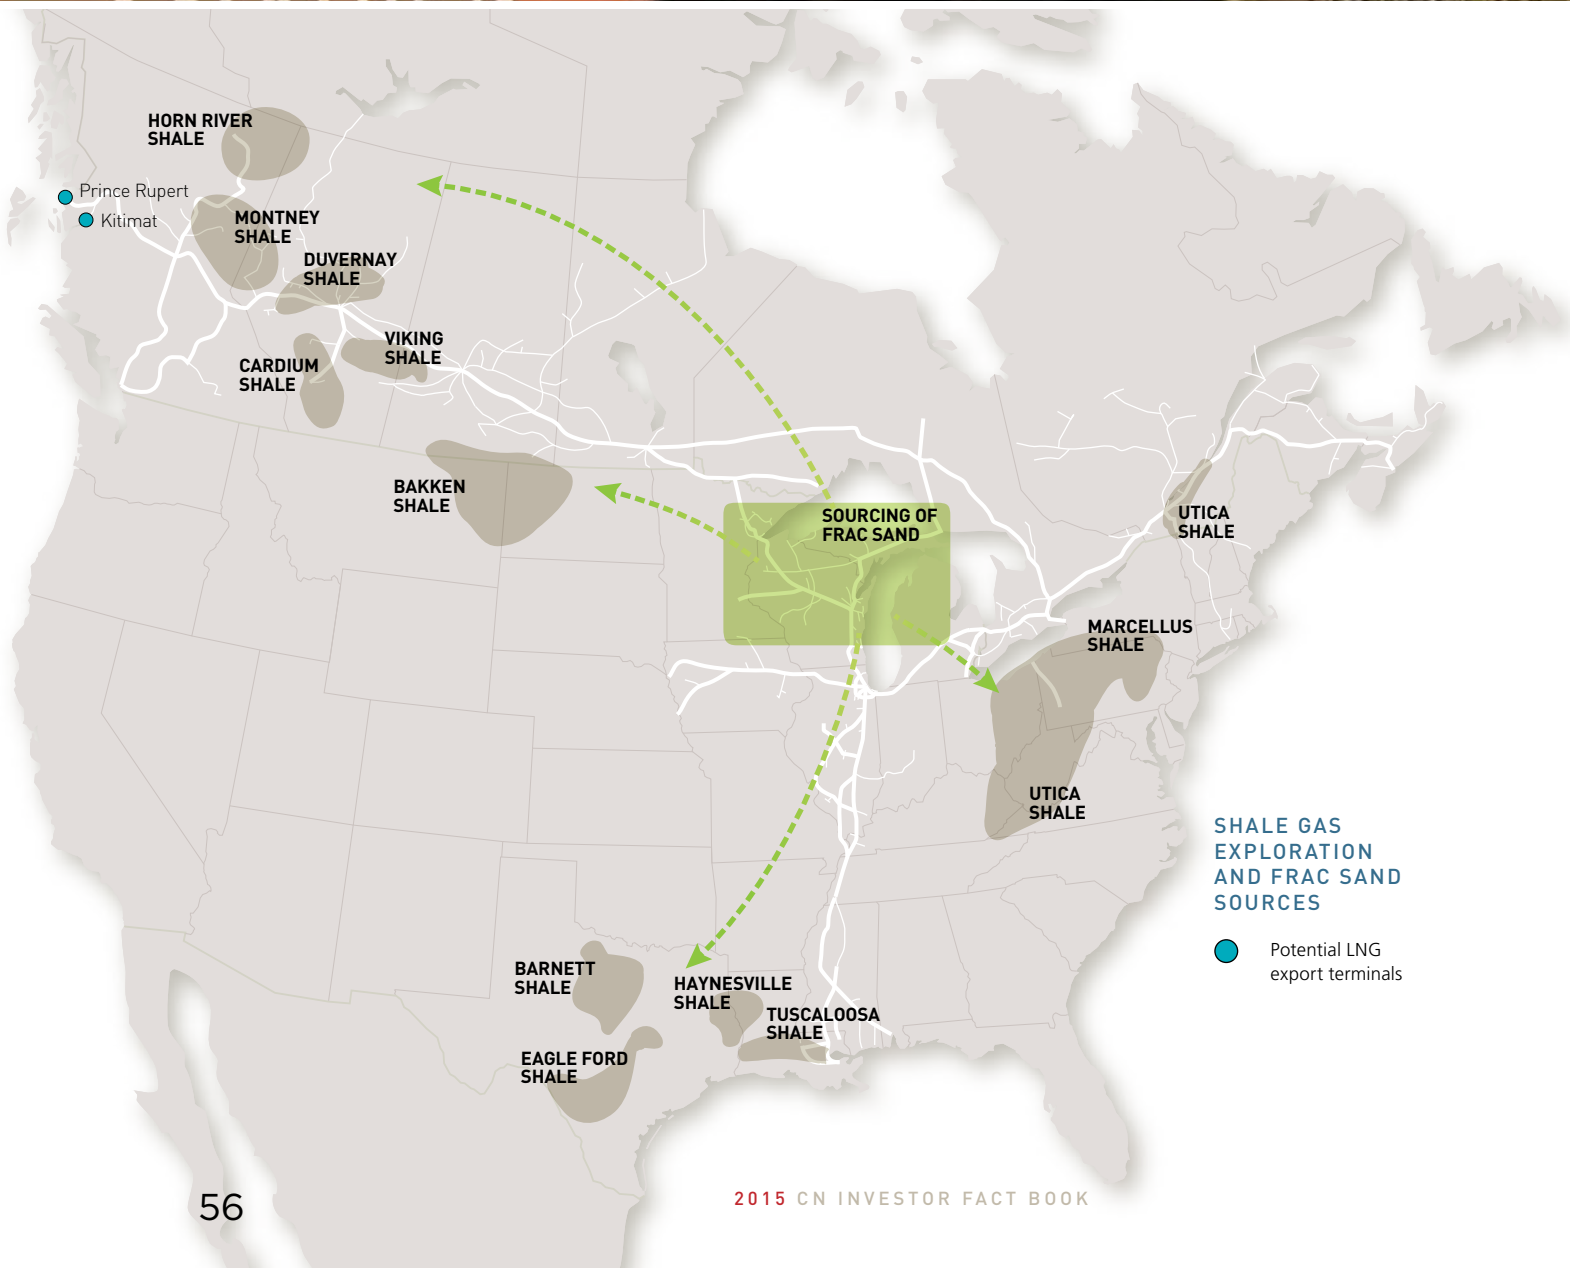 HORN RIVER
SHALE
Prince Rupert
Kitimat
MONTNEY
SHALE
DUVERNAY
SHALE
VIKING
SHALE
CARDIUM
SHALE
BAKKEN
SHALE
SOURCING OF
FRAC SAND
UTICA
SHALE
MARCELLUS
SHALE
UTICA
SHALE
SHALE GAS
EXPLORATION
AND FRAC SAND
SOURCES
Potential LNG
export terminals
BARNETT
SHALE
HAYNESVILLE
SHALE
TUSCALOOSA
SHALE
EAGLE FORD
SHALE
56
2015 CN INVESTOR FACT BOOK